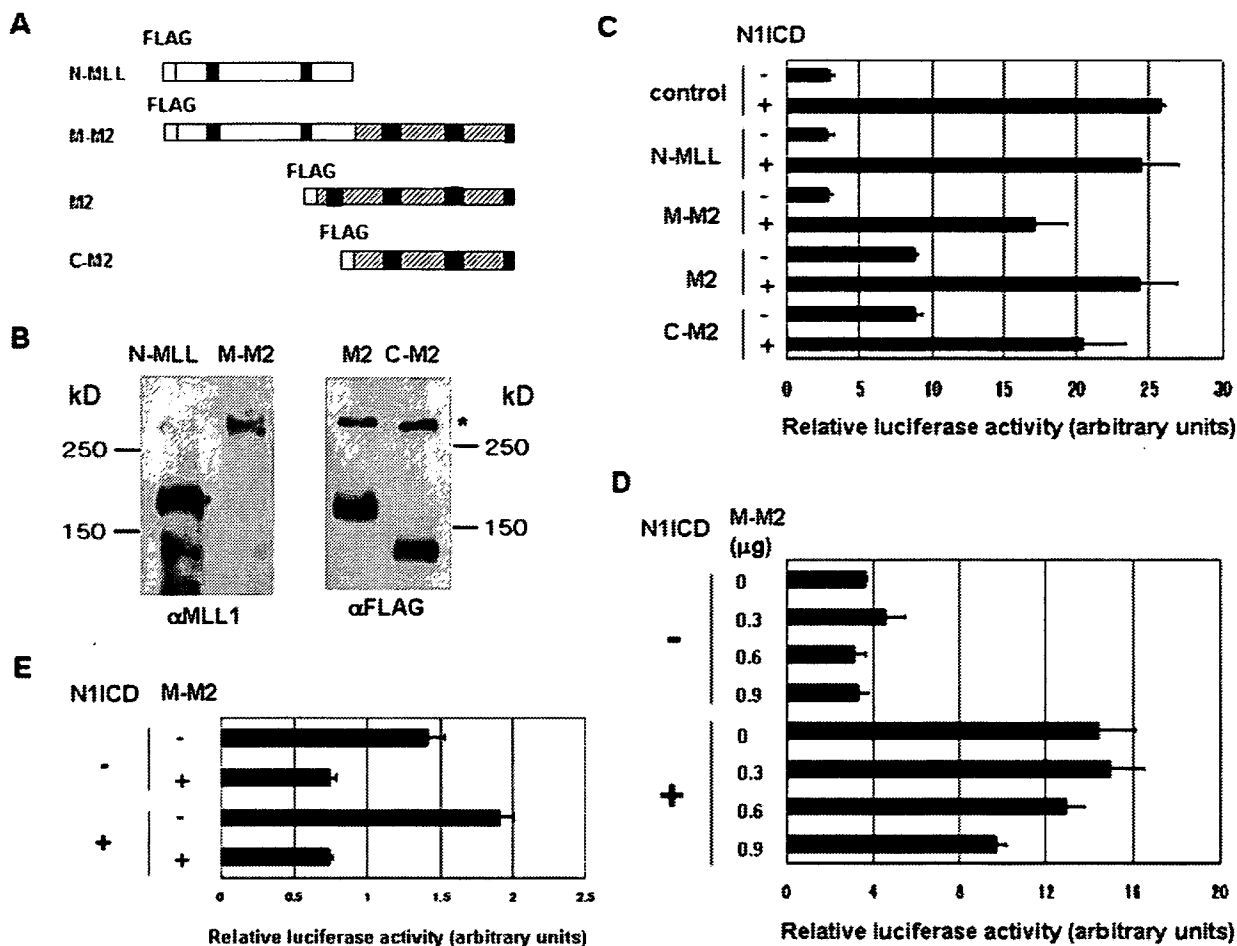 A
FLAG
N-MLL
FLAG
M-M2
FLAG
M2
FLAG
C-M2
B
N-MLL M-M2 M2 C-M2
kD kD
*
250 250
150 150
αMLL1 αFLAG
C
N1ICD
control - +
N-MLL - +
M-M2 - +
M2 - +
C-M2 - +
0 5 10 15 20 25 30
Relative luciferase activity (arbitrary units)
D
N1ICD M-M2
(μg)
-
0
0.3
0.6
0.9
+
0
0.3
0.6
0.9
0 4 8 12 16 20
Relative luciferase activity (arbitrary units)
E
N1ICD M-M2
- -
+
+ -
+
0 0.5 1 1.5 2 2.5
Relative luciferase activity (arbitrary units)